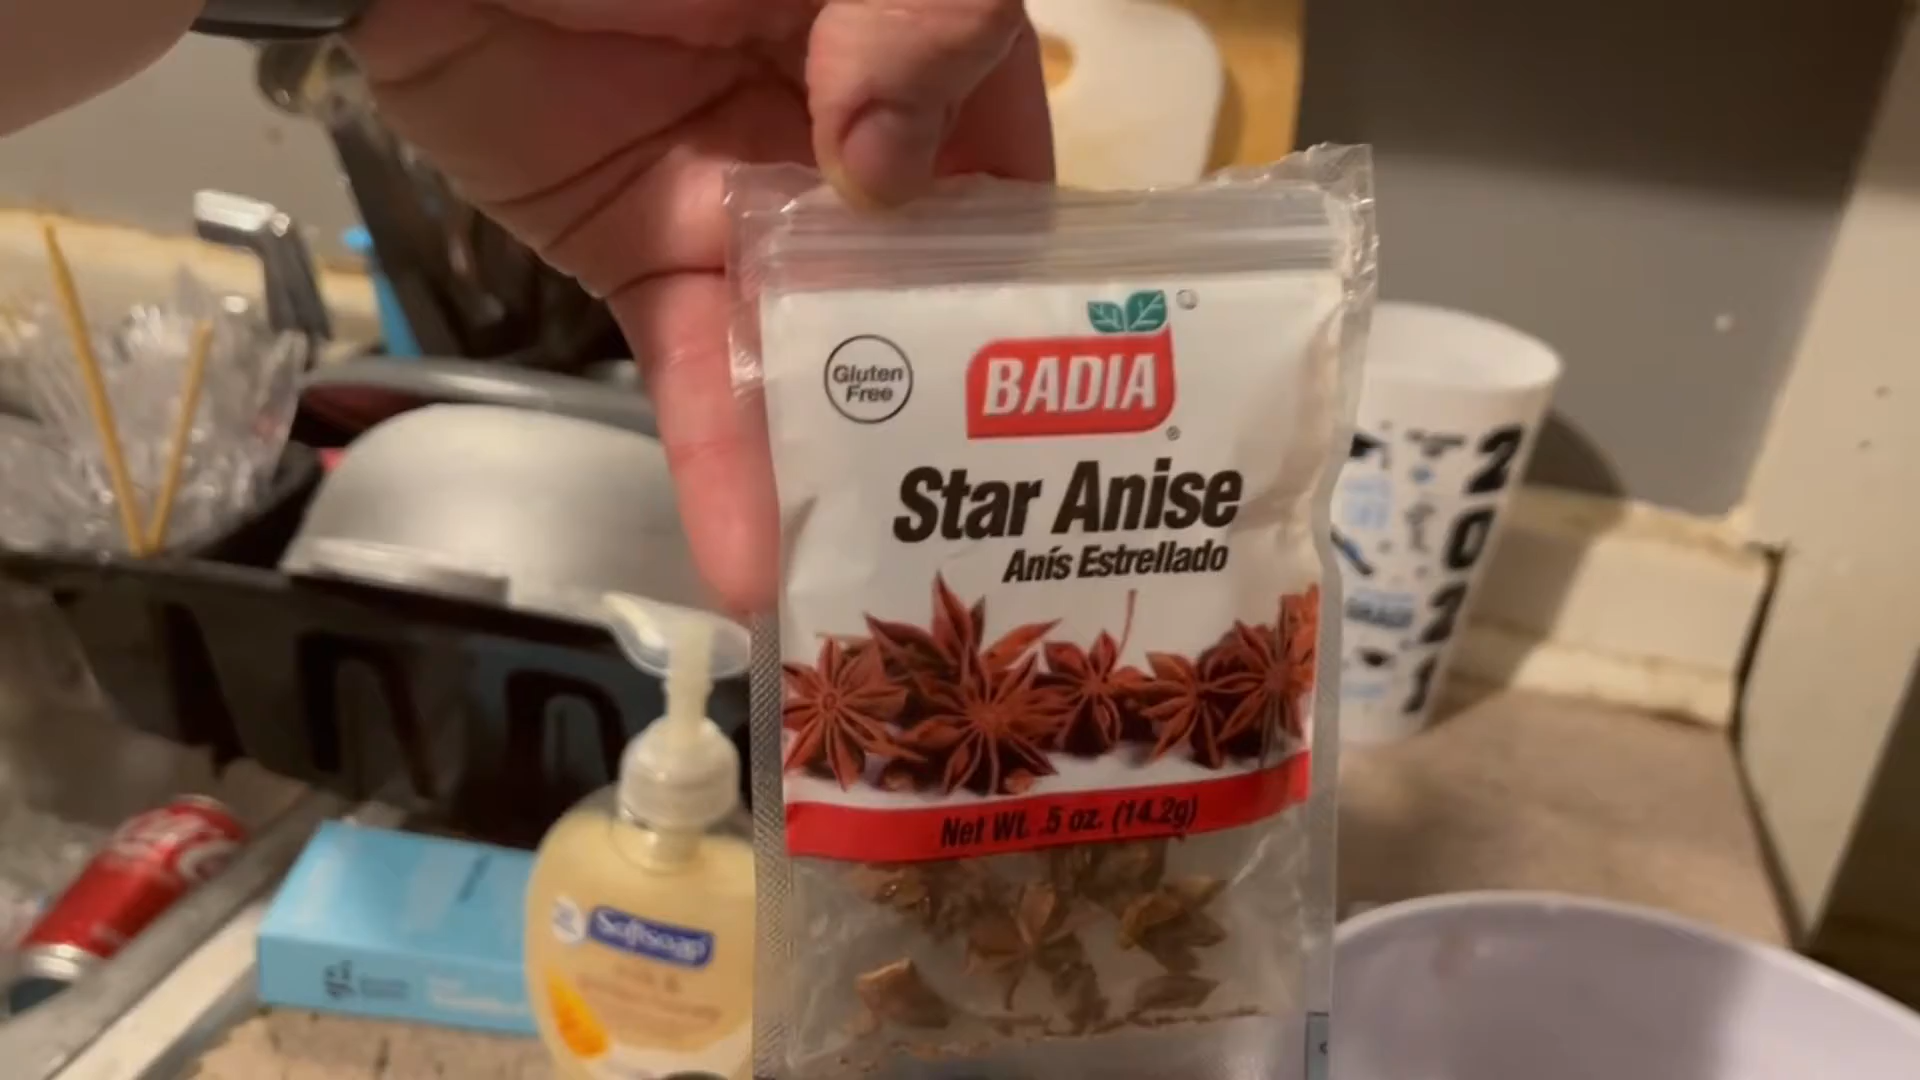 Gluten
Free
BADIA
Star Anise
Anís Estrellado
Net Wt. .5 oz. (14.2g)
Softsoap
2
0
2
1